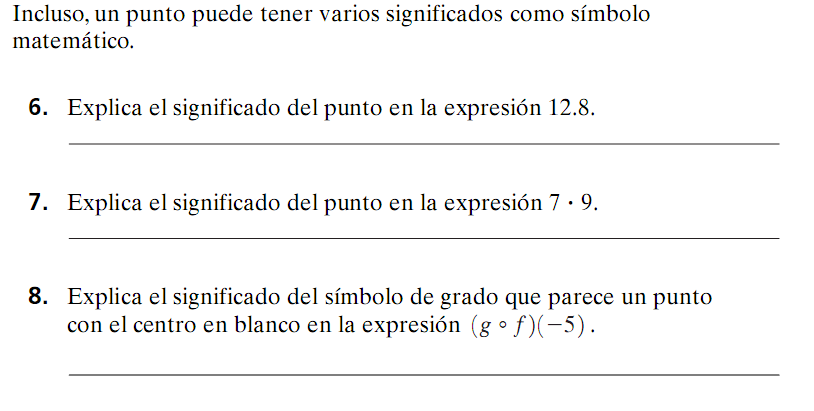 Incluso, un punto puede tener varios significados como símbolo
matemático.
6. Explica el significado del punto en la expresión 12.8.
7. Explica el significado del punto en la expresión 7 · 9.
8. Explica el significado del símbolo de grado que parece un punto
con el centro en blanco en la expresión (g ∘ f)(−5).